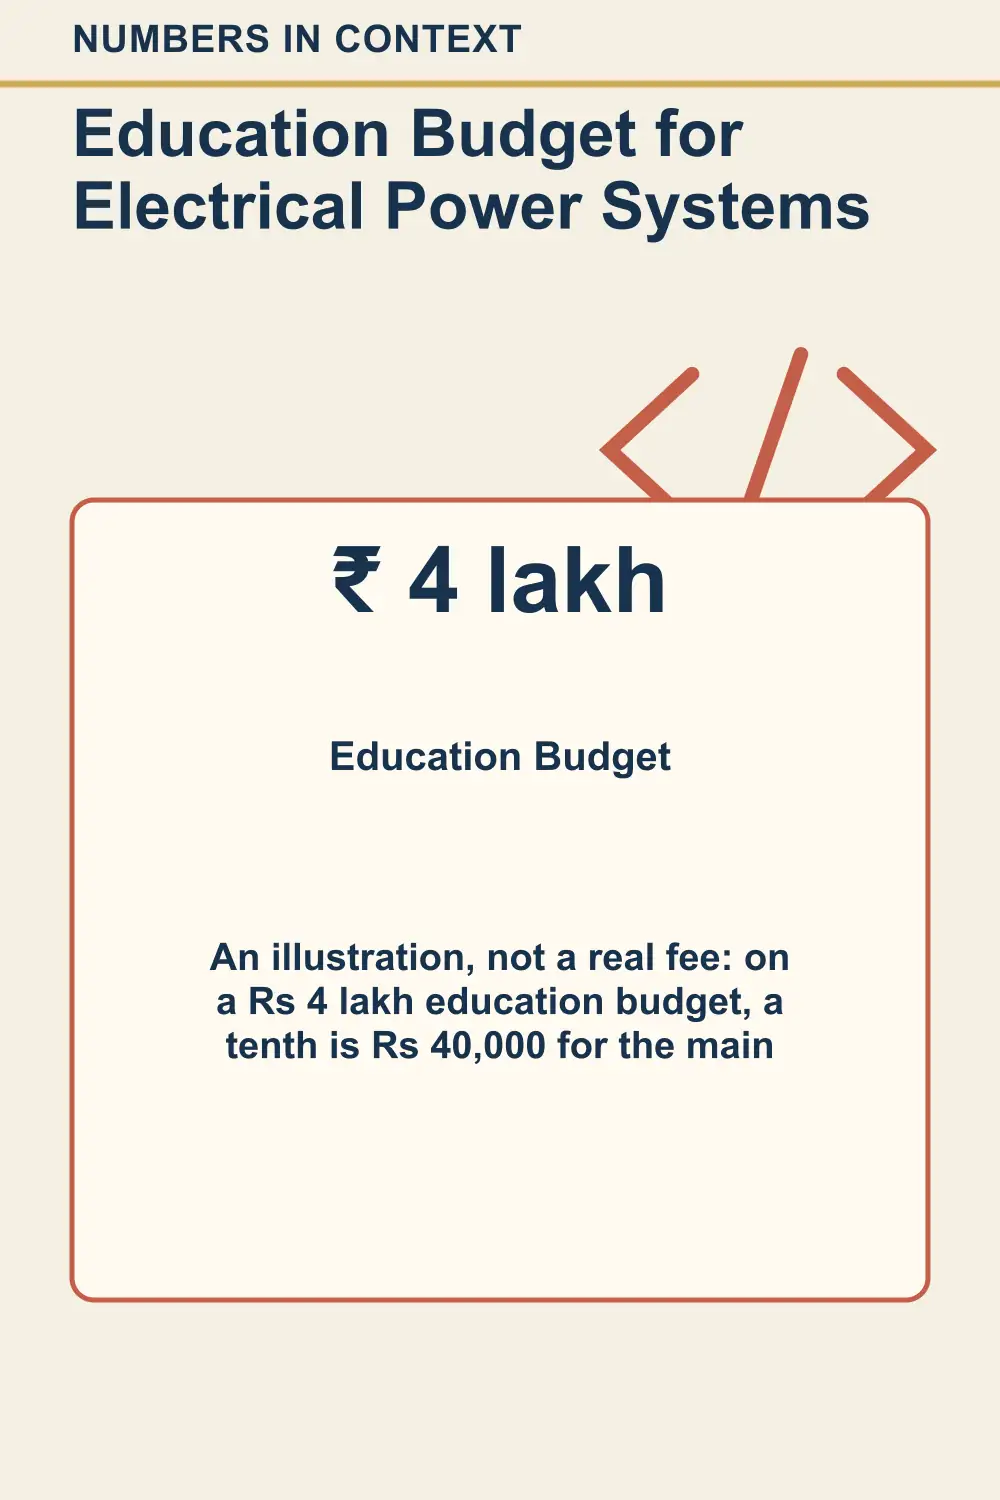 NUMBERS IN CONTEXT
Education Budget for
Electrical Power Systems
₹ 4 lakh
Education Budget
An illustration, not a real fee: on
a Rs 4 lakh education budget, a
tenth is Rs 40,000 for the main